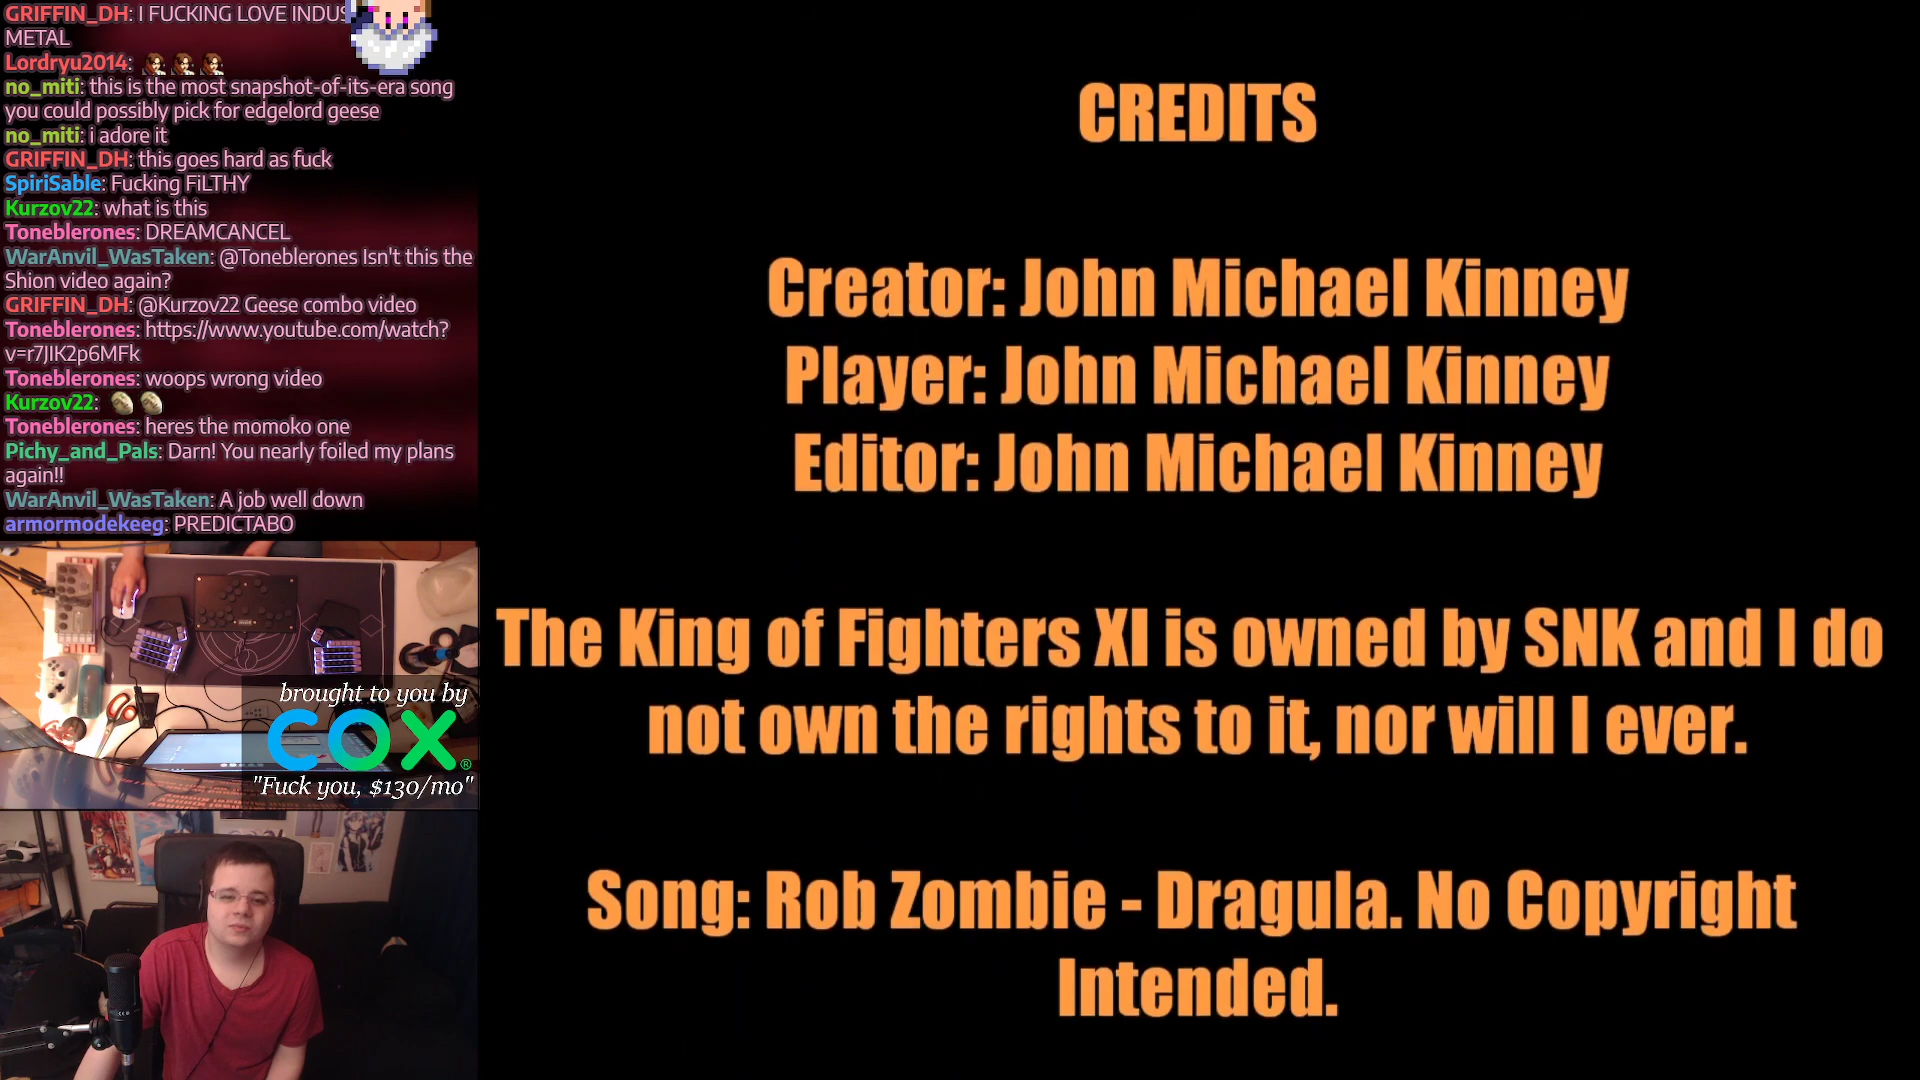 GRIFFIN_DH: I FUCKING LOVE INDUS
METAL
Lordryu2014:
no_miti: this is the most snapshot-of-its-era song
you could possibly pick for edgelord geese
no_miti: i adore it
GRIFFIN_DH: this goes hard as fuck
SpiriSable: Fucking FiLTHY
Kurzov22: what is this
Toneblerones: DREAMCANCEL
WarAnvil_WasTaken: @Toneblerones Isn't this the
Shion video again?
GRIFFIN_DH: @Kurzov22 Geese combo video
Toneblerones: https://www.youtube.com/watch?
v=r7JIK2p6MFk
Toneblerones: woops wrong video
Kurzov22:
Toneblerones: heres the momoko one
Pichy_and_Pals: Darn! You nearly foiled my plans
again!!
WarAnvil_WasTaken: A job well down
armormodekeeg: PREDICTABO
brought to you by
COX®
"Fuck you, $130/mo"
CREDITS
Creator: John Michael Kinney
Player: John Michael Kinney
Editor: John Michael Kinney
The King of Fighters XI is owned by SNK and I do
not own the rights to it, nor will I ever.
Song: Rob Zombie - Dragula. No Copyright
Intended.